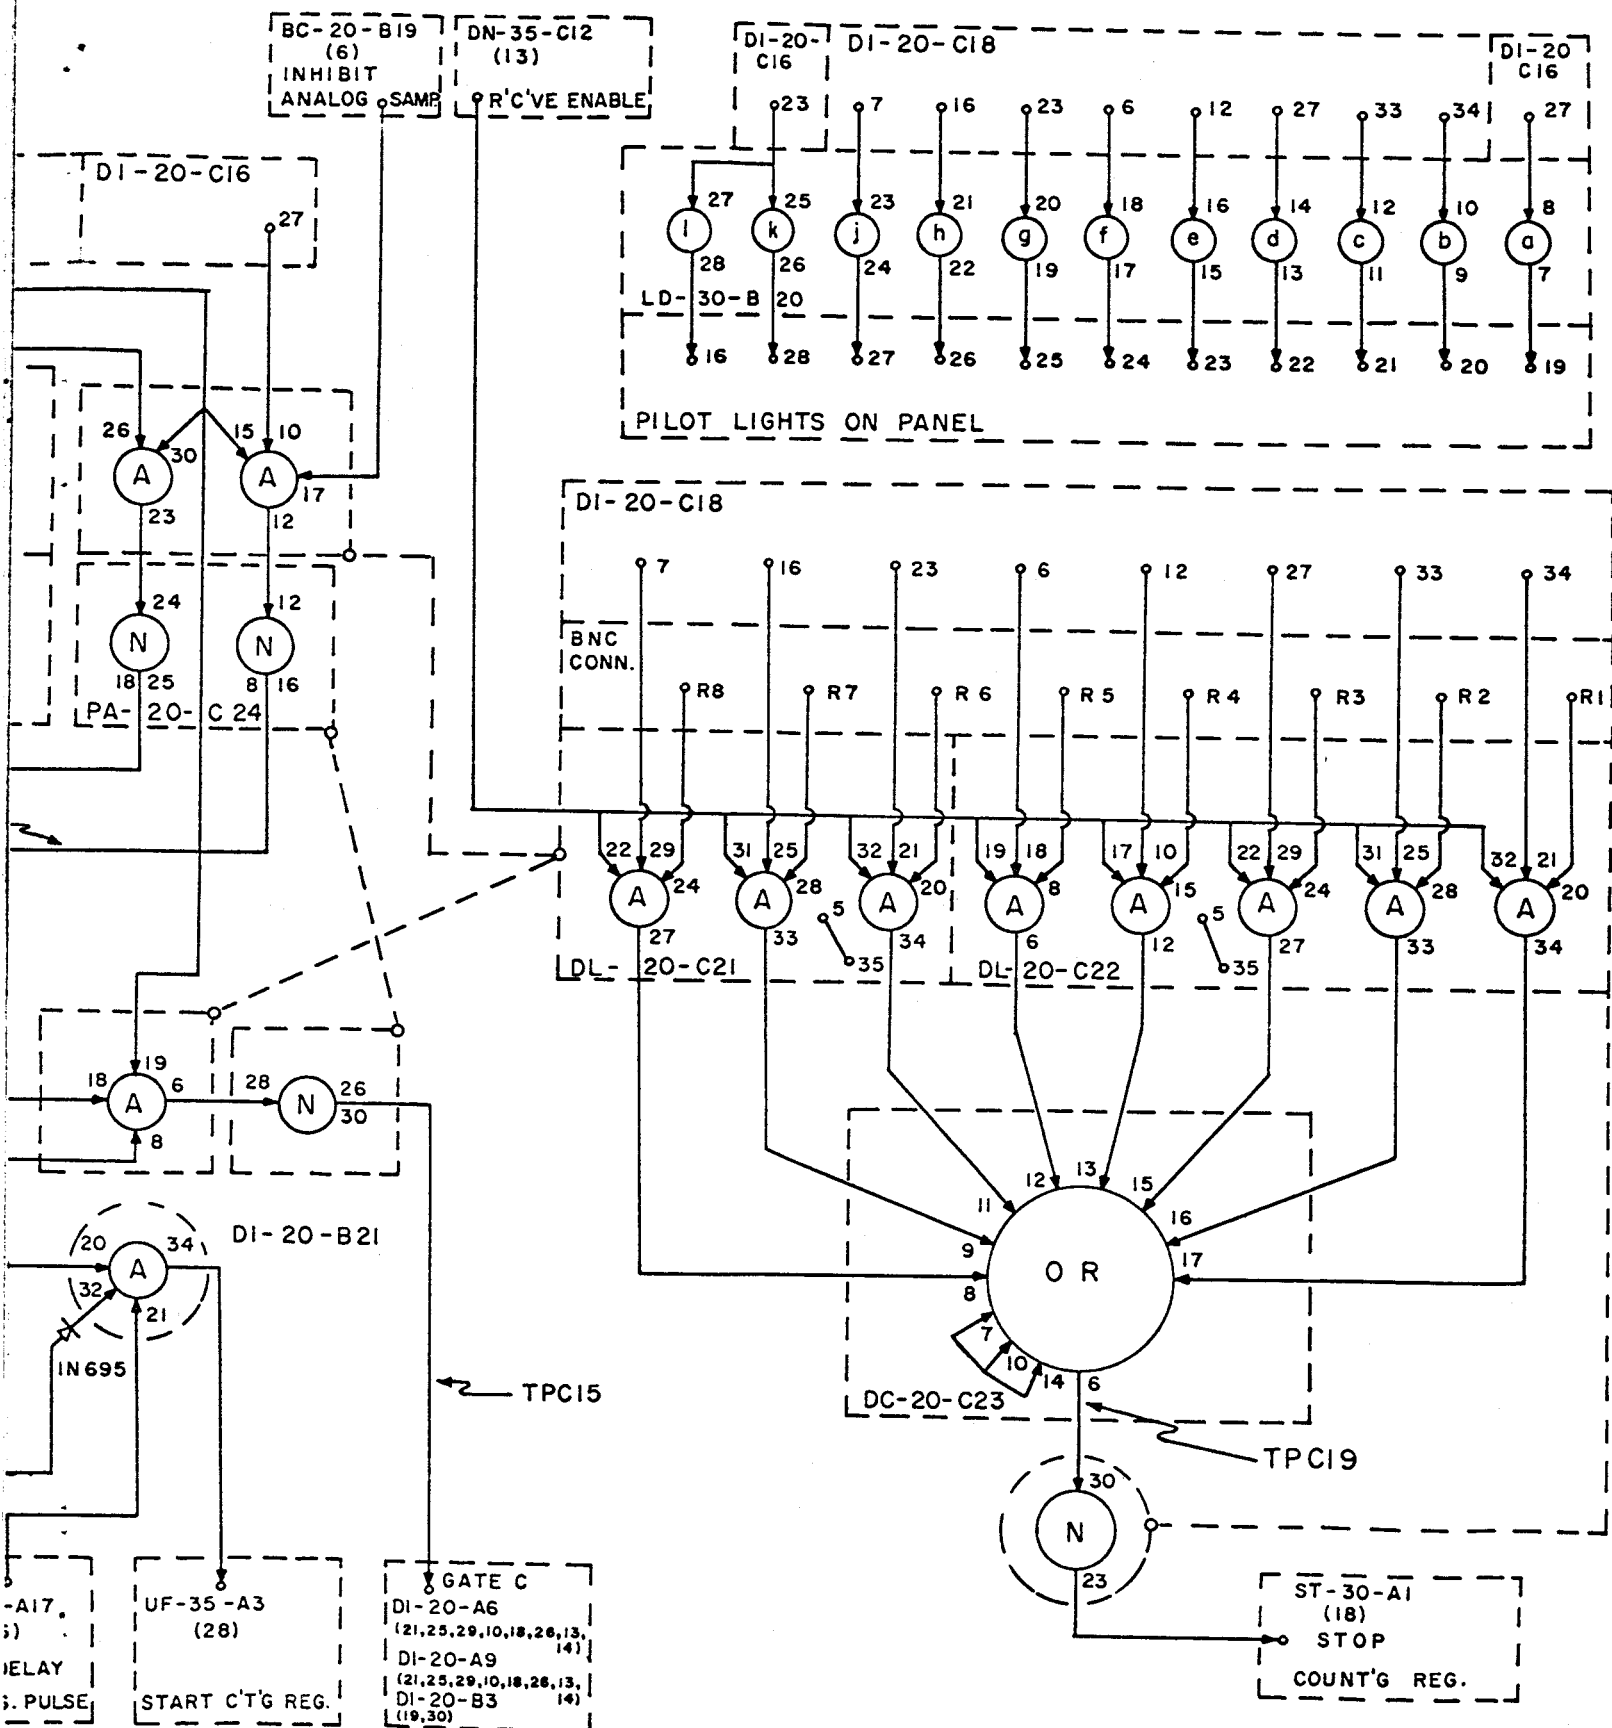 BC-20-B19
(6)
INHIBIT
ANALOG SAMP.
DN-35-C12
(13)
R'C'VE ENABLE
DI-20-
C16
DI-20-C18
DI-20
C16
23 7 16 23 6 12 27 33 34 27
DI-20-C16
27
27 25 23 21 20 18 16 14 12 10 8
l k j h g f e d c b a
28 26 24 22 19 17 15 13 11 9 7
LD-30-B 20
16 28 27 26 25 24 23 22 21 20 19
PILOT LIGHTS ON PANEL
26 30 15 10
A A 17
23 12
DI-20-C18
7 16 23 6 12 27 33 34
24 12
N N
18 25 8 16
PA-20-C 24
BNC
CONN.
R8 R7 R6 R5 R4 R3 R2 R1
22 29 31 25 32 21 19 18 17 10 22 29 31 25 32 21
24 28 20 8 15 24 28 20
A A A A A A A A
27 33 34 6 12 27 33 34
5 35 5 35
DL-20-C21
DL-20-C22
19
18 A 6
8
28 N 26
30
12 13
11 15
9 16
8 17
OR
7 10 14 6
DC-20-C23
20 34
A
32
21
DI-20-B21
IN695
TPC15
TPC19
30
N
23
-A17
DELAY
PULSE
UF-35-A3
(28)
START C'T'G REG.
GATE C
DI-20-A6
(21,25,29,10,18,26,13,
14)
DI-20-A9
(21,25,29,10,18,26,13,
14)
DI-20-B3
(19,30)
ST-30-A1
(18)
STOP
COUNT'G REG.